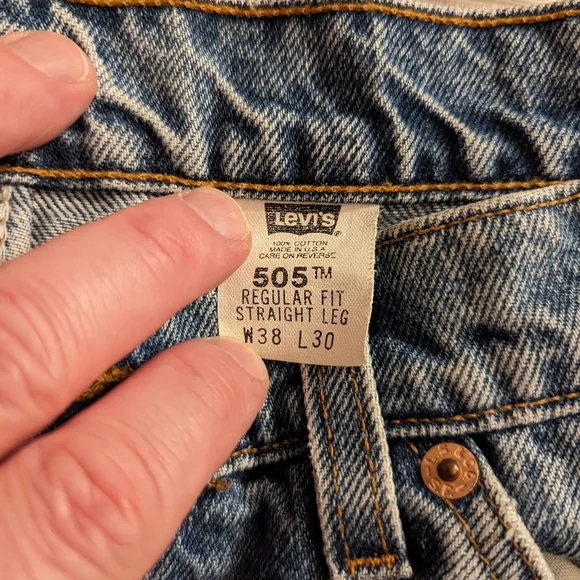 Levi's
®
100% COTTON
MADE IN U.S.A
CARE ON REVERSE
505™
REGULAR FIT
STRAIGHT LEG
W38 L30